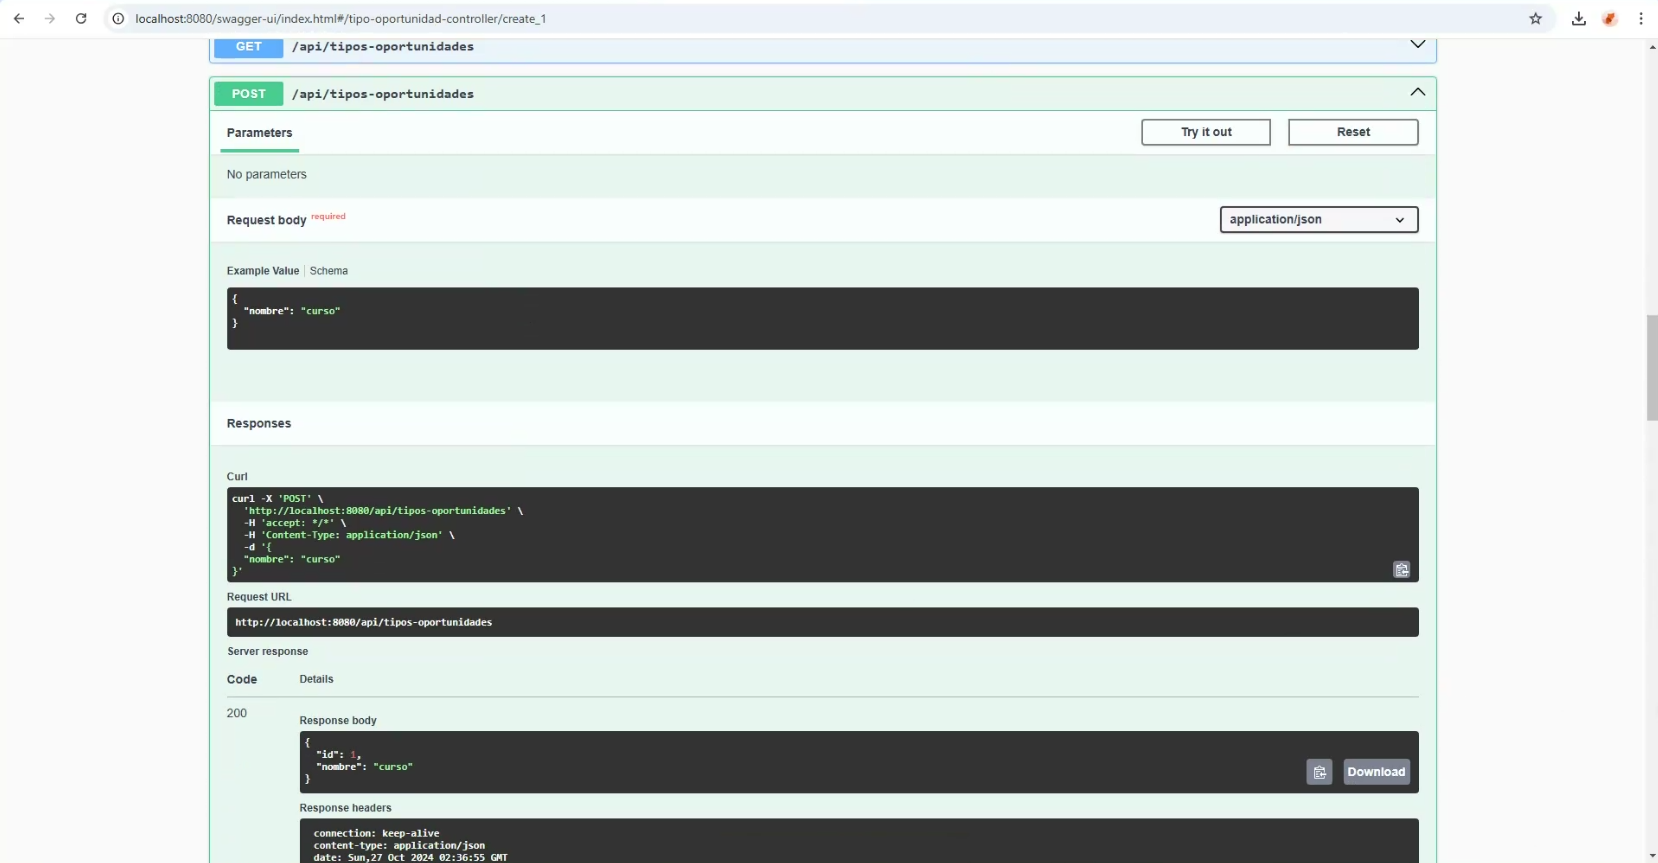 localhost:8080/swagger-ui/index.html#/tipo-oportunidad-controller/create_1
GET /api/tipos-oportunidades
POST /api/tipos-oportunidades
Parameters
Try it out
Reset
No parameters
Request body required
application/json
Example Value Schema
{
"nombre": "curso"
}
Responses
Curl
curl -X 'POST' \
'http://localhost:8080/api/tipos-oportunidades' \
-H 'accept: */*' \
-H 'Content-Type: application/json' \
-d '{
"nombre": "curso"
}'
Request URL
http://localhost:8080/api/tipos-oportunidades
Server response
Code Details
200
Response body
{
"id": 1,
"nombre": "curso"
}
Download
Response headers
connection: keep-alive
content-type: application/json
date: Sun,27 Oct 2024 02:36:55 GMT